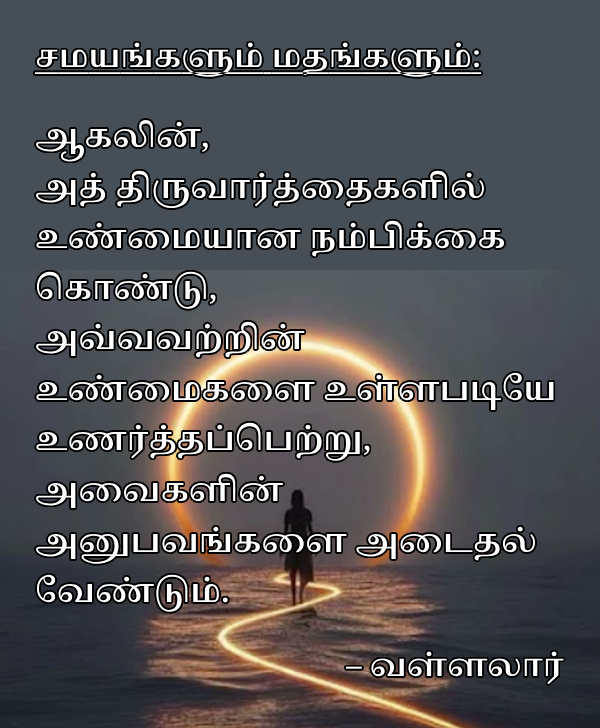 சமயங்களும் மதங்களும்:
ஆகலின்,
அத் திருவார்த்தைகளில்
உண்மையான நம்பிக்கை
கொண்டு,
அவ்வவற்றின்
உண்மைகளை உள்ளபடியே
உணர்த்தப்பெற்று,
அவைகளின்
அனுபவங்களை அடைதல்
வேண்டும்.
– வள்ளலார்